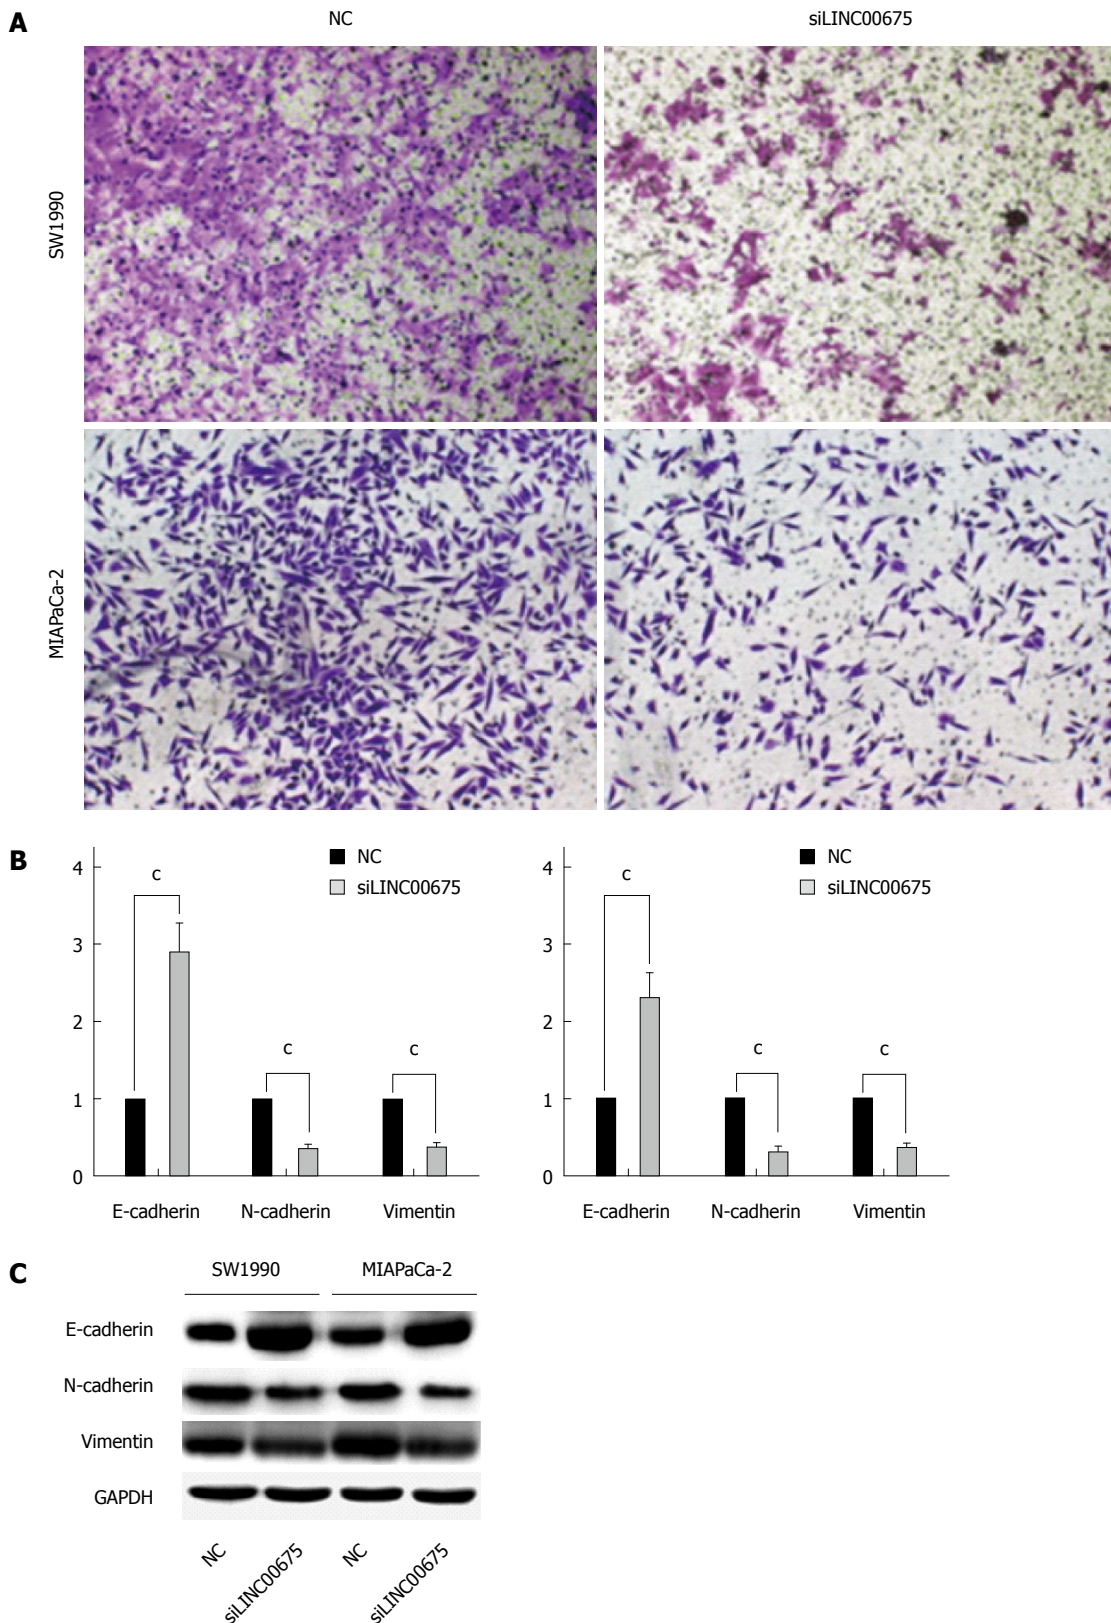 A
NC
siLINC00675
SW1990
MIAPaCa-2
B
4
3
2
1
0
NC
siLINC00675
c
c
c
E-cadherin
N-cadherin
Vimentin
4
3
2
1
0
NC
siLINC00675
c
c
c
E-cadherin
N-cadherin
Vimentin
C
SW1990
MIAPaCa-2
E-cadherin
N-cadherin
Vimentin
GAPDH
NC
siLINC00675
NC
siLINC00675